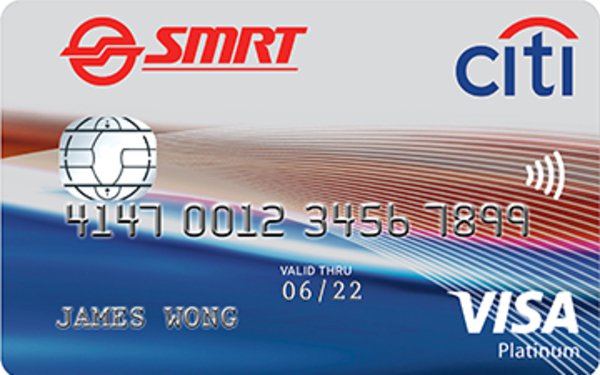 SMRT
citi
4147 0012 3456 7899
VALID THRU
06/22
JAMES WONG
VISA
Platinum